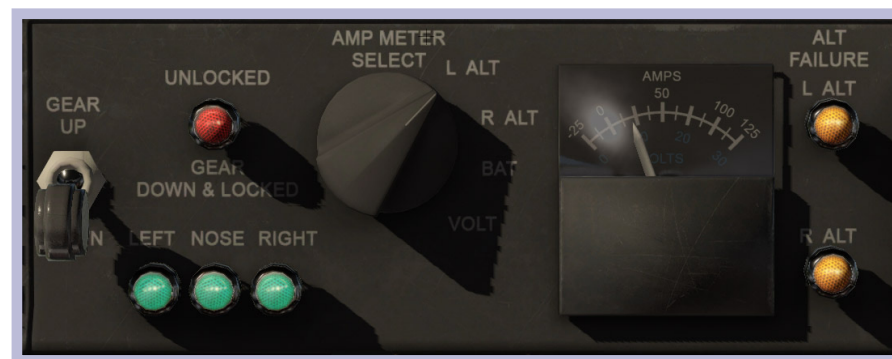 AMP METER
SELECT
L ALT
R ALT
BAT
VOLT
UNLOCKED
GEAR
UP
GEAR
DOWN & LOCKED
LEFT NOSE RIGHT
AMPS
-25 0 50 100 125
20 30
VOLTS
ALT
FAILURE
L ALT
R ALT